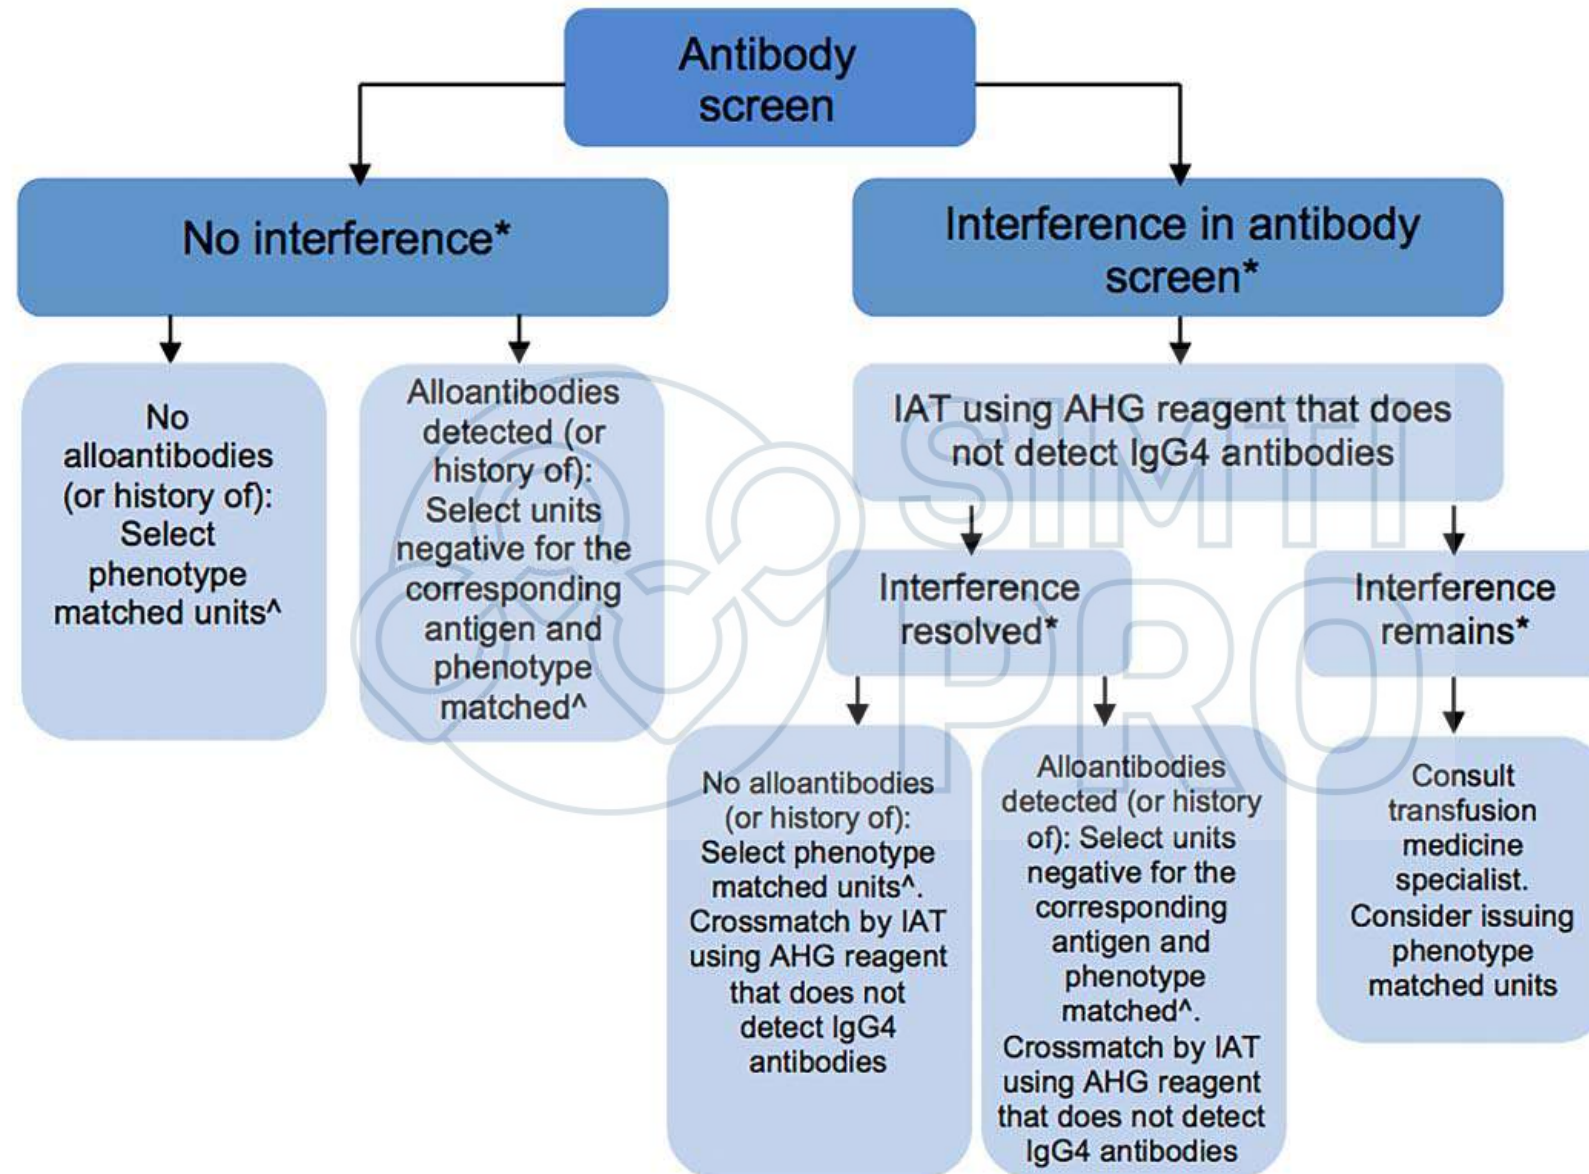 Antibody
screen
No interference*
Interference in antibody
screen*
No
alloantibodies
(or history of):
Select
phenotype
matched units^
Alloantibodies
detected (or
history of):
Select units
negative for the
corresponding
antigen and
phenotype
matched^
IAT using AHG reagent that does
not detect IgG4 antibodies
Interference
resolved*
Interference
remains*
No alloantibodies
(or history of):
Select phenotype
matched units^.
Crossmatch by IAT
using AHG reagent
that does not
detect IgG4
antibodies
Alloantibodies
detected (or history
of): Select units
negative for the
corresponding
antigen and
phenotype
matched^.
Crossmatch by IAT
using AHG reagent
that does not detect
IgG4 antibodies
Consult
transfusion
medicine
specialist.
Consider issuing
phenotype
matched units
SIMTI
PRO